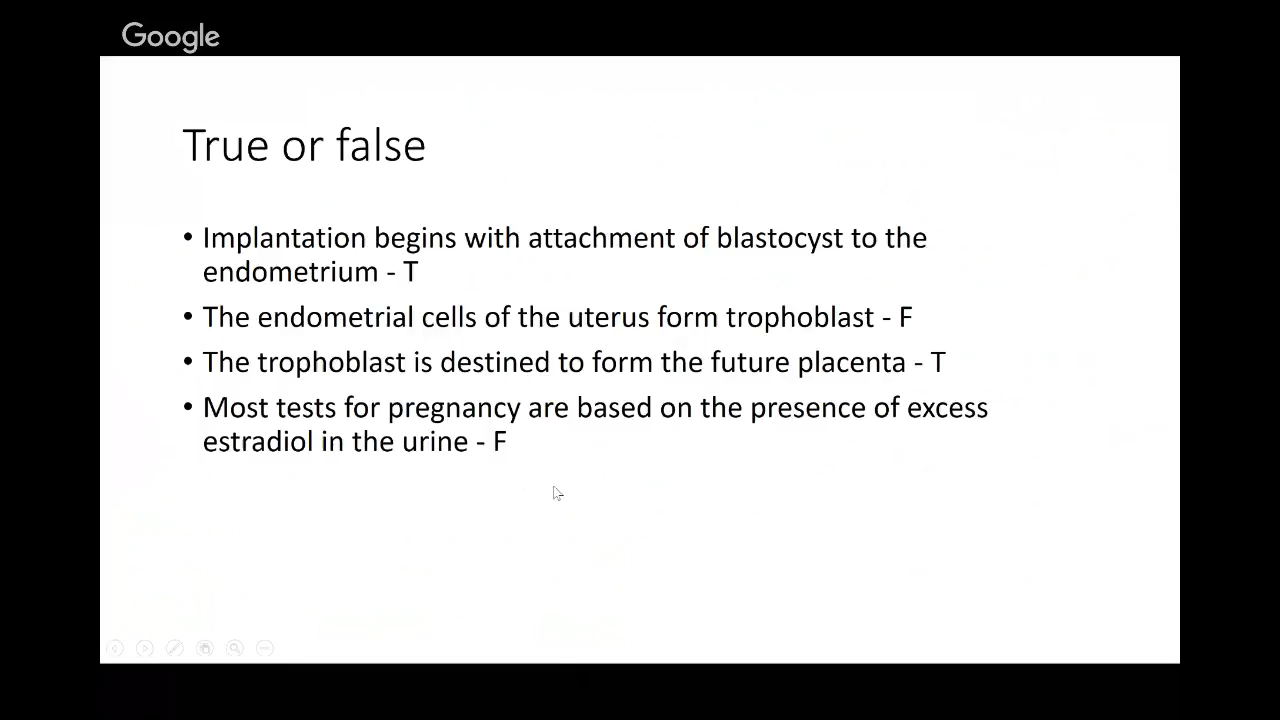 Google
True or false
• Implantation begins with attachment of blastocyst to the
endometrium - T
• The endometrial cells of the uterus form trophoblast - F
• The trophoblast is destined to form the future placenta - T
• Most tests for pregnancy are based on the presence of excess
estradiol in the urine - F